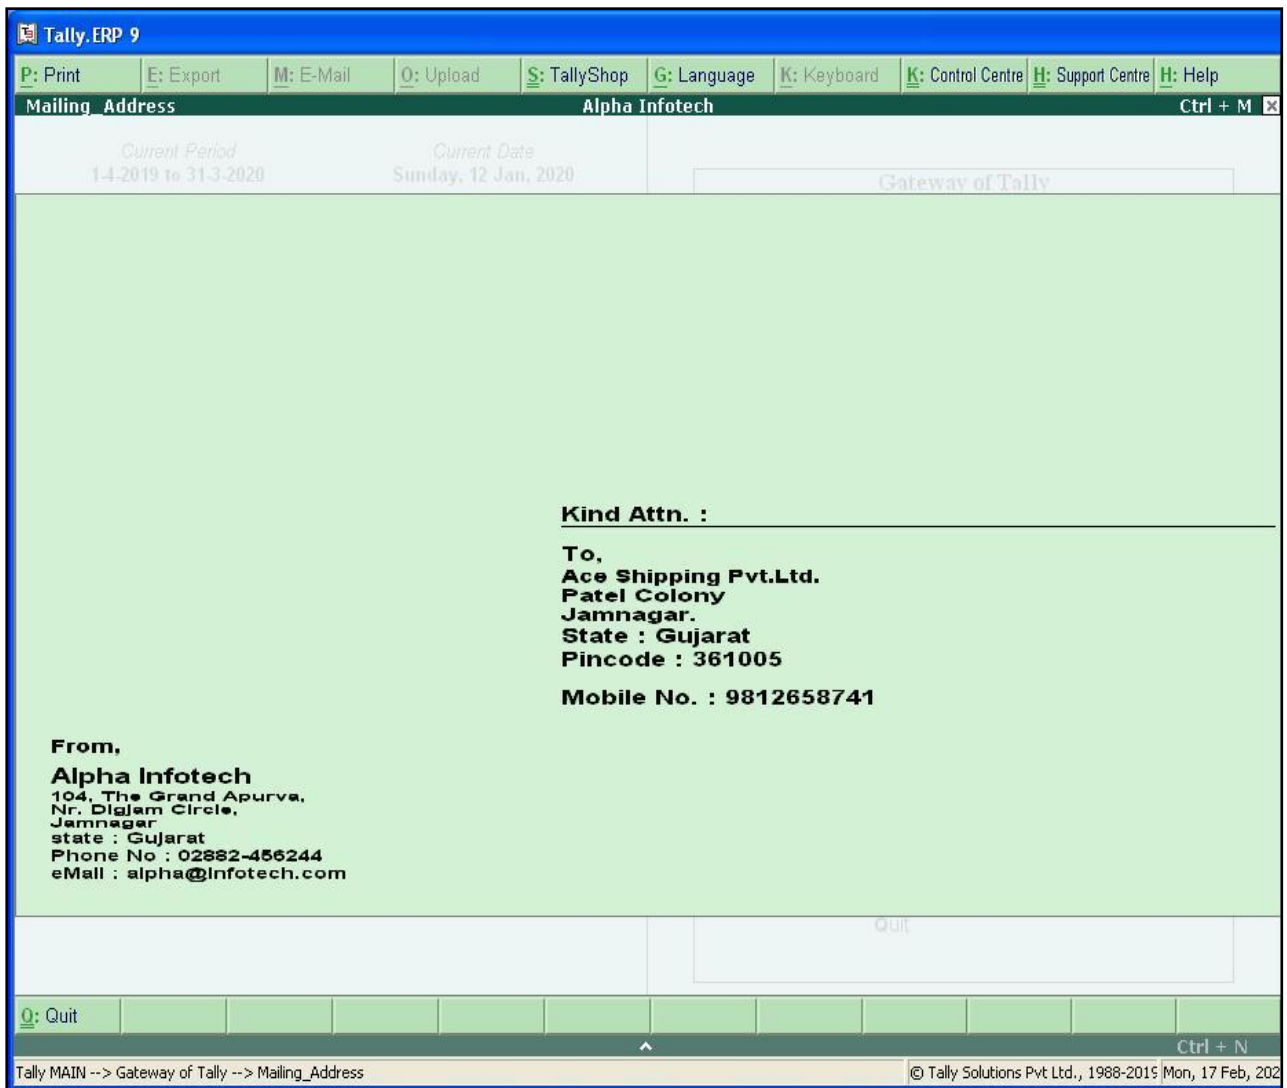 Tally.ERP 9
P: Print E: Export M: E-Mail O: Upload S: TallyShop G: Language K: Keyboard K: Control Centre H: Support Centre H: Help
Mailing_Address Alpha Infotech Ctrl + M
Current Period Current Date
1-4-2019 to 31-3-2020 Sunday, 12 Jan, 2020
Gateway of Tally
Kind Attn. :
To,
Ace Shipping Pvt.Ltd.
Patel Colony
Jamnagar.
State : Gujarat
Pincode : 361005
Mobile No. : 9812658741
From,
Alpha Infotech
104, The Grand Apurva,
Nr. Digjam Circle,
Jamnagar
state : Gujarat
Phone No : 02882-456244
eMail : alpha@infotech.com
Quit
Q: Quit
Ctrl + N
Tally MAIN --> Gateway of Tally --> Mailing_Address © Tally Solutions Pvt Ltd., 1988-2019 Mon, 17 Feb, 202